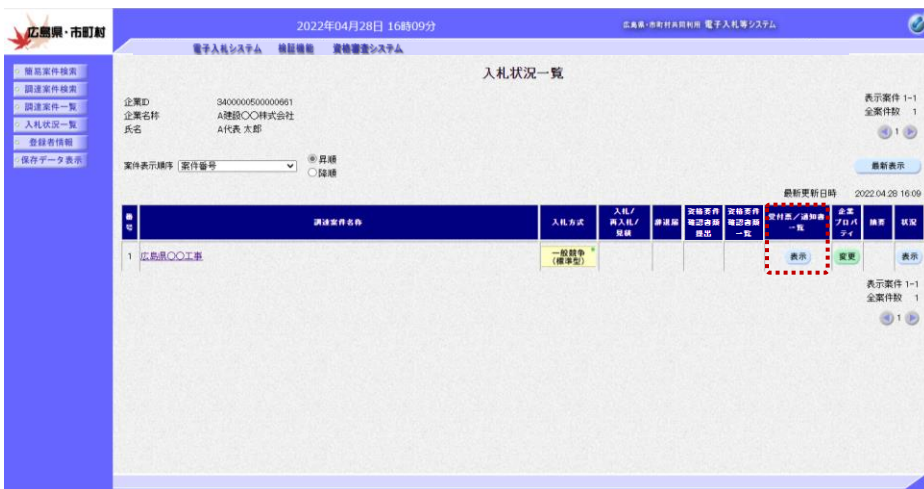 広島県・市町村
2022年04月28日 16時09分
広島県・市町村共同利用 電子入札等システム
電子入札システム 検証機能 資格審査システム
簡易案件検索
調達案件検索
調達案件一覧
入札状況一覧
登録者情報
保存データ表示
入札状況一覧
企業ID 3400000500000661
企業名称 A建設〇〇株式会社
氏名 A代表 太郎
表示案件 1-1
全案件数 1
1
案件表示順序 案件番号
昇順
降順
最新表示
最新更新日時 2022.04.28 16:09
番号 調達案件名称 入札方式 入札/再入札/見積 辞退届 資格要件確認書類提出 資格要件確認書類一覧 受付票/通知書一覧 企業プロパティ 摘要 状況
1 広島県〇〇工事 一般競争(標準型) 表示 変更 表示
表示案件 1-1
全案件数 1
1